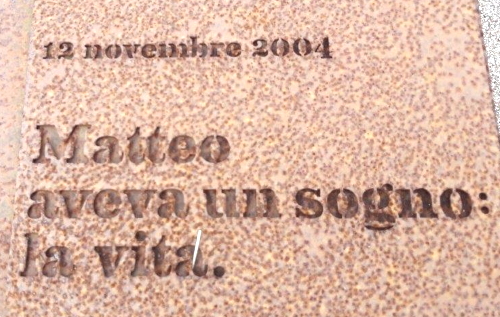 12 novembre 2004
Matteo
aveva un sogno:
la vita.